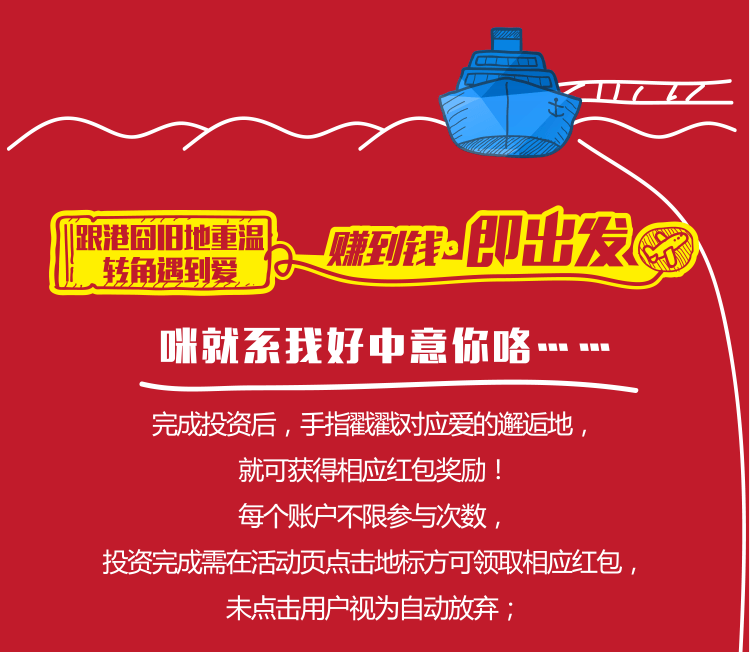 跟港囧旧地重温
转角遇到爱
赚到钱·即出发
咪就系我好中意你咯……
完成投资后，手指戳戳对应爱的邂逅地，
就可获得相应红包奖励！
每个账户不限参与次数，
投资完成需在活动页点击地标方可领取相应红包，
未点击用户视为自动放弃；